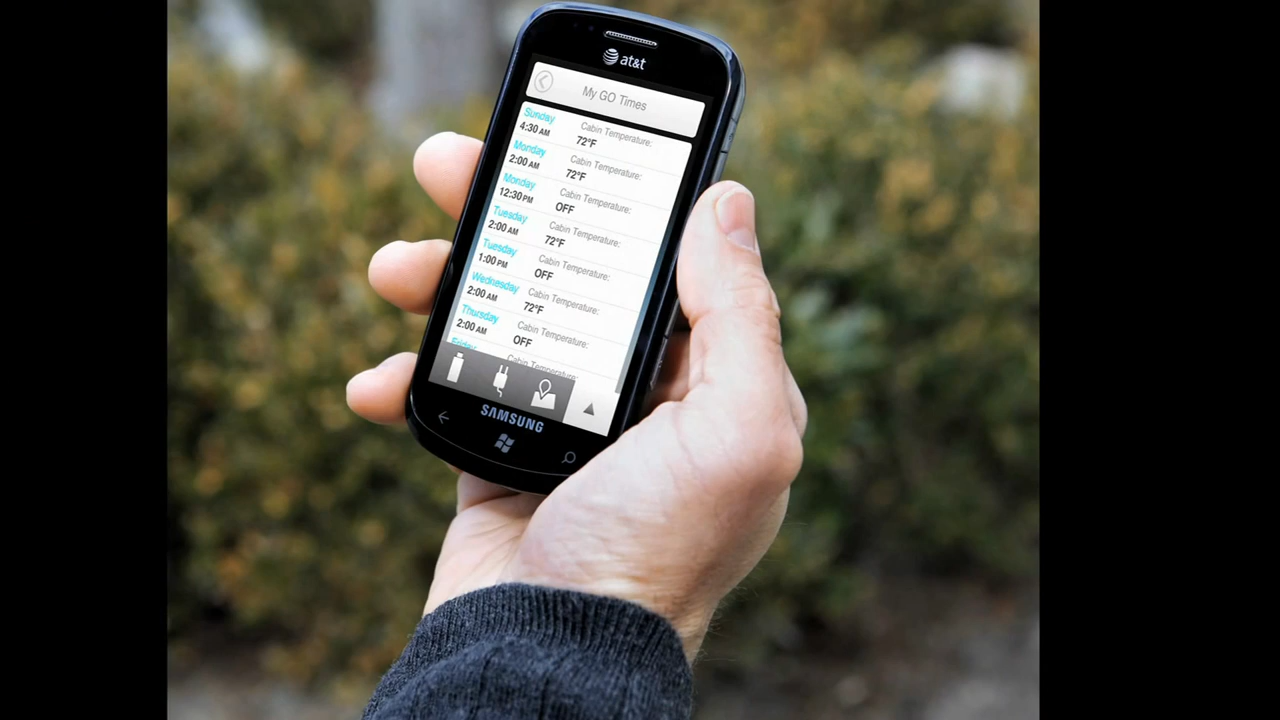 at&t
My GO Times
Sunday
4:30 AM
Cabin Temperature:
72°F
Monday
2:00 AM
Cabin Temperature:
72°F
Monday
12:30 PM
Cabin Temperature:
OFF
Tuesday
2:00 AM
Cabin Temperature:
72°F
Tuesday
1:00 PM
Cabin Temperature:
OFF
Wednesday
2:00 AM
Cabin Temperature:
72°F
Thursday
2:00 AM
Cabin Temperature:
OFF
Friday
Cabin Temperature:
SAMSUNG